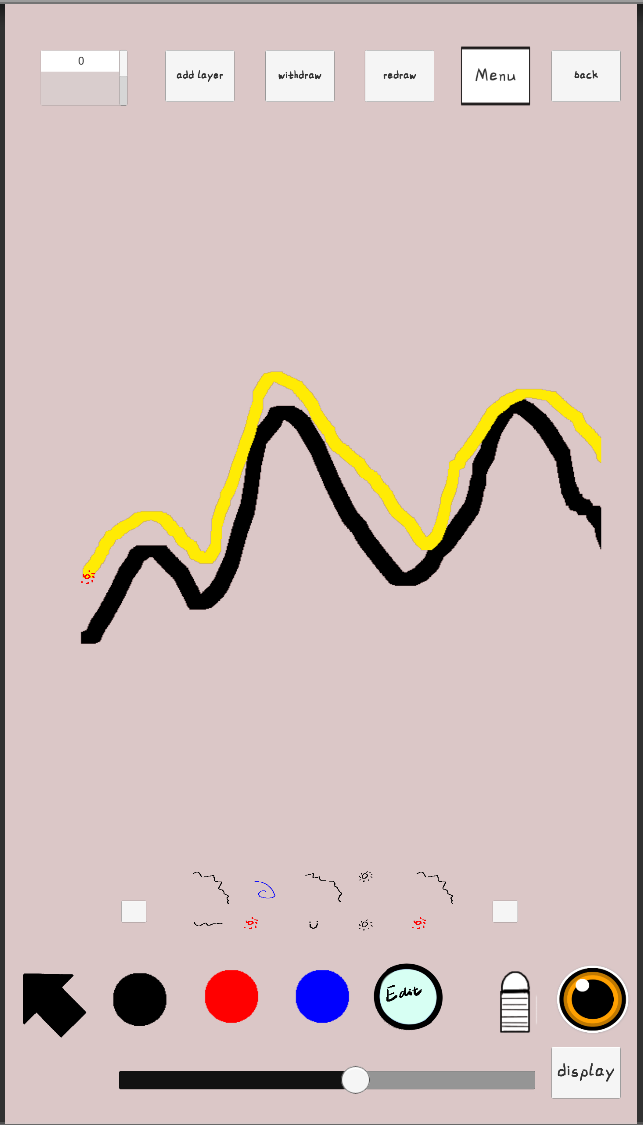 0
add layer
withdraw
redraw
Menu
back
Edit
display